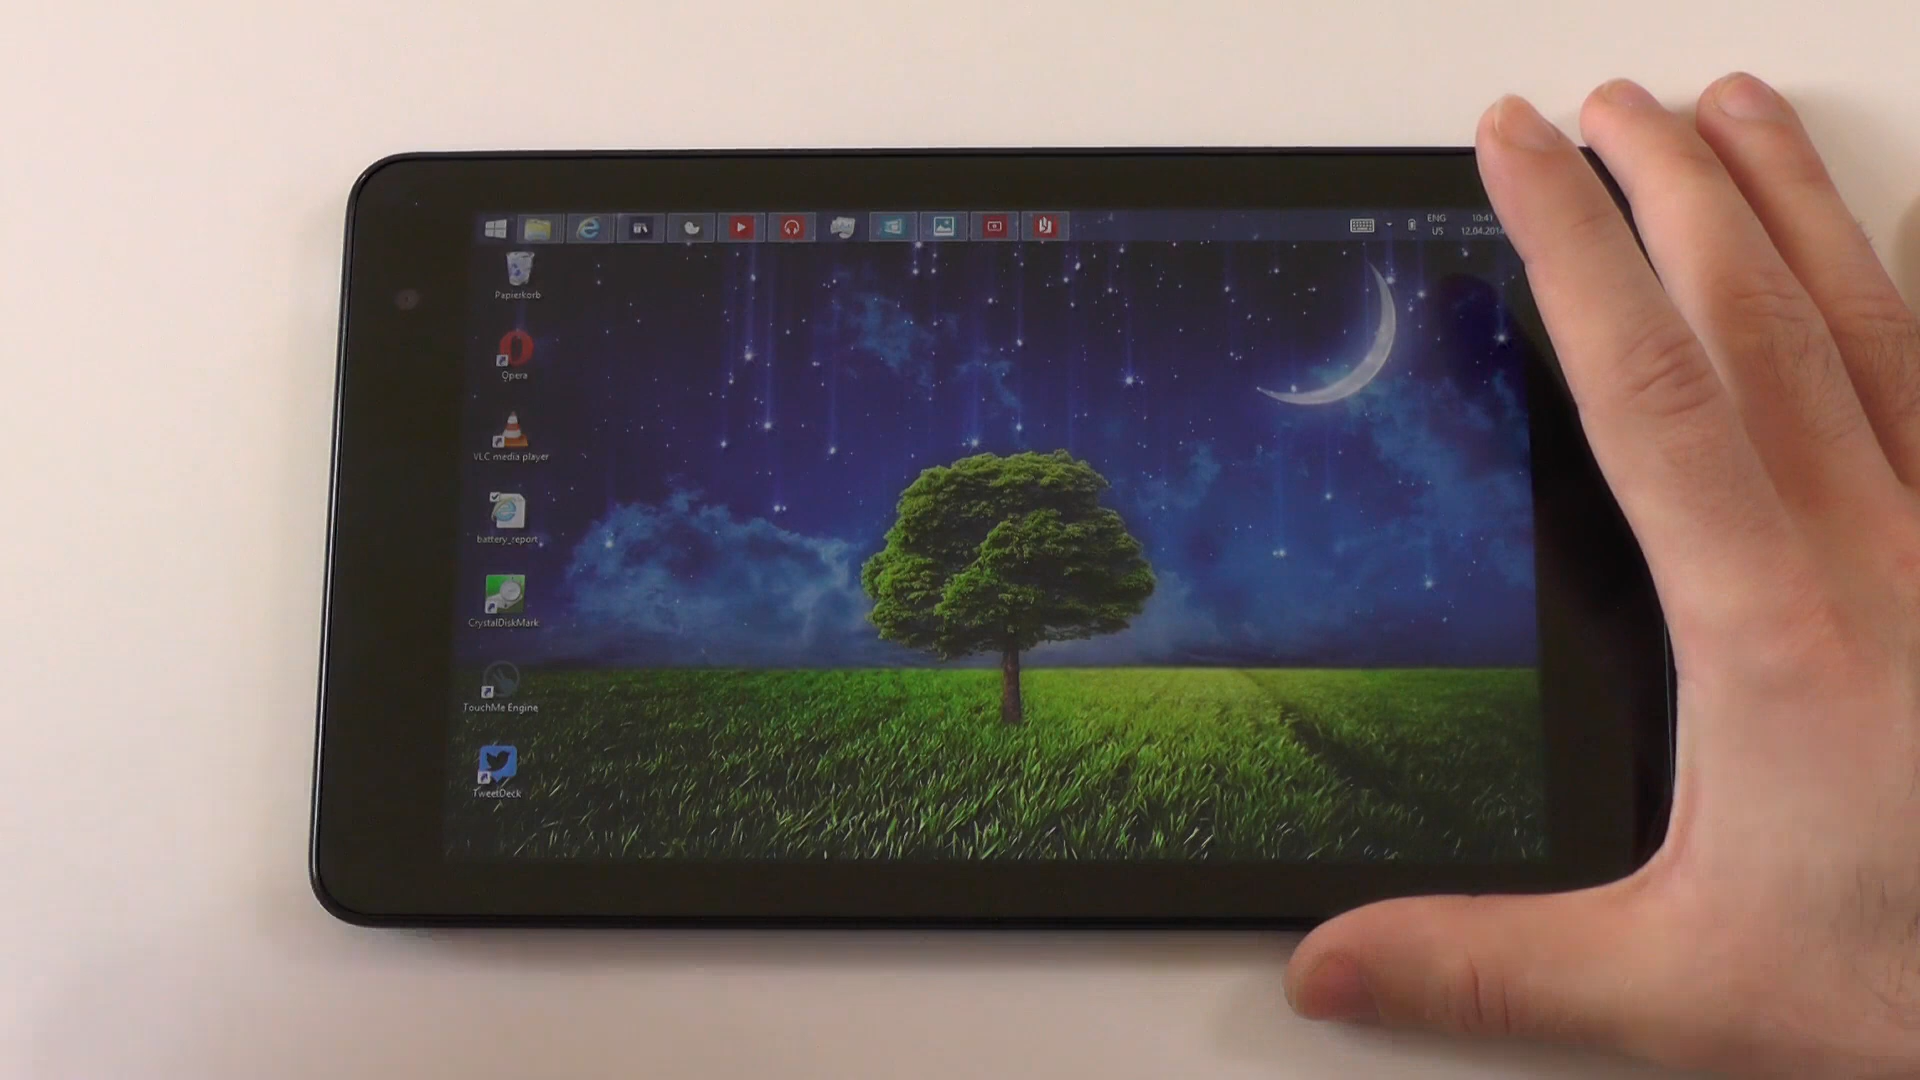 ENG
US
10:41
12.04.2014
Papierkorb
Opera
VLC media player
battery_report
CrystalDiskMark
TouchMe Engine
TweetDeck